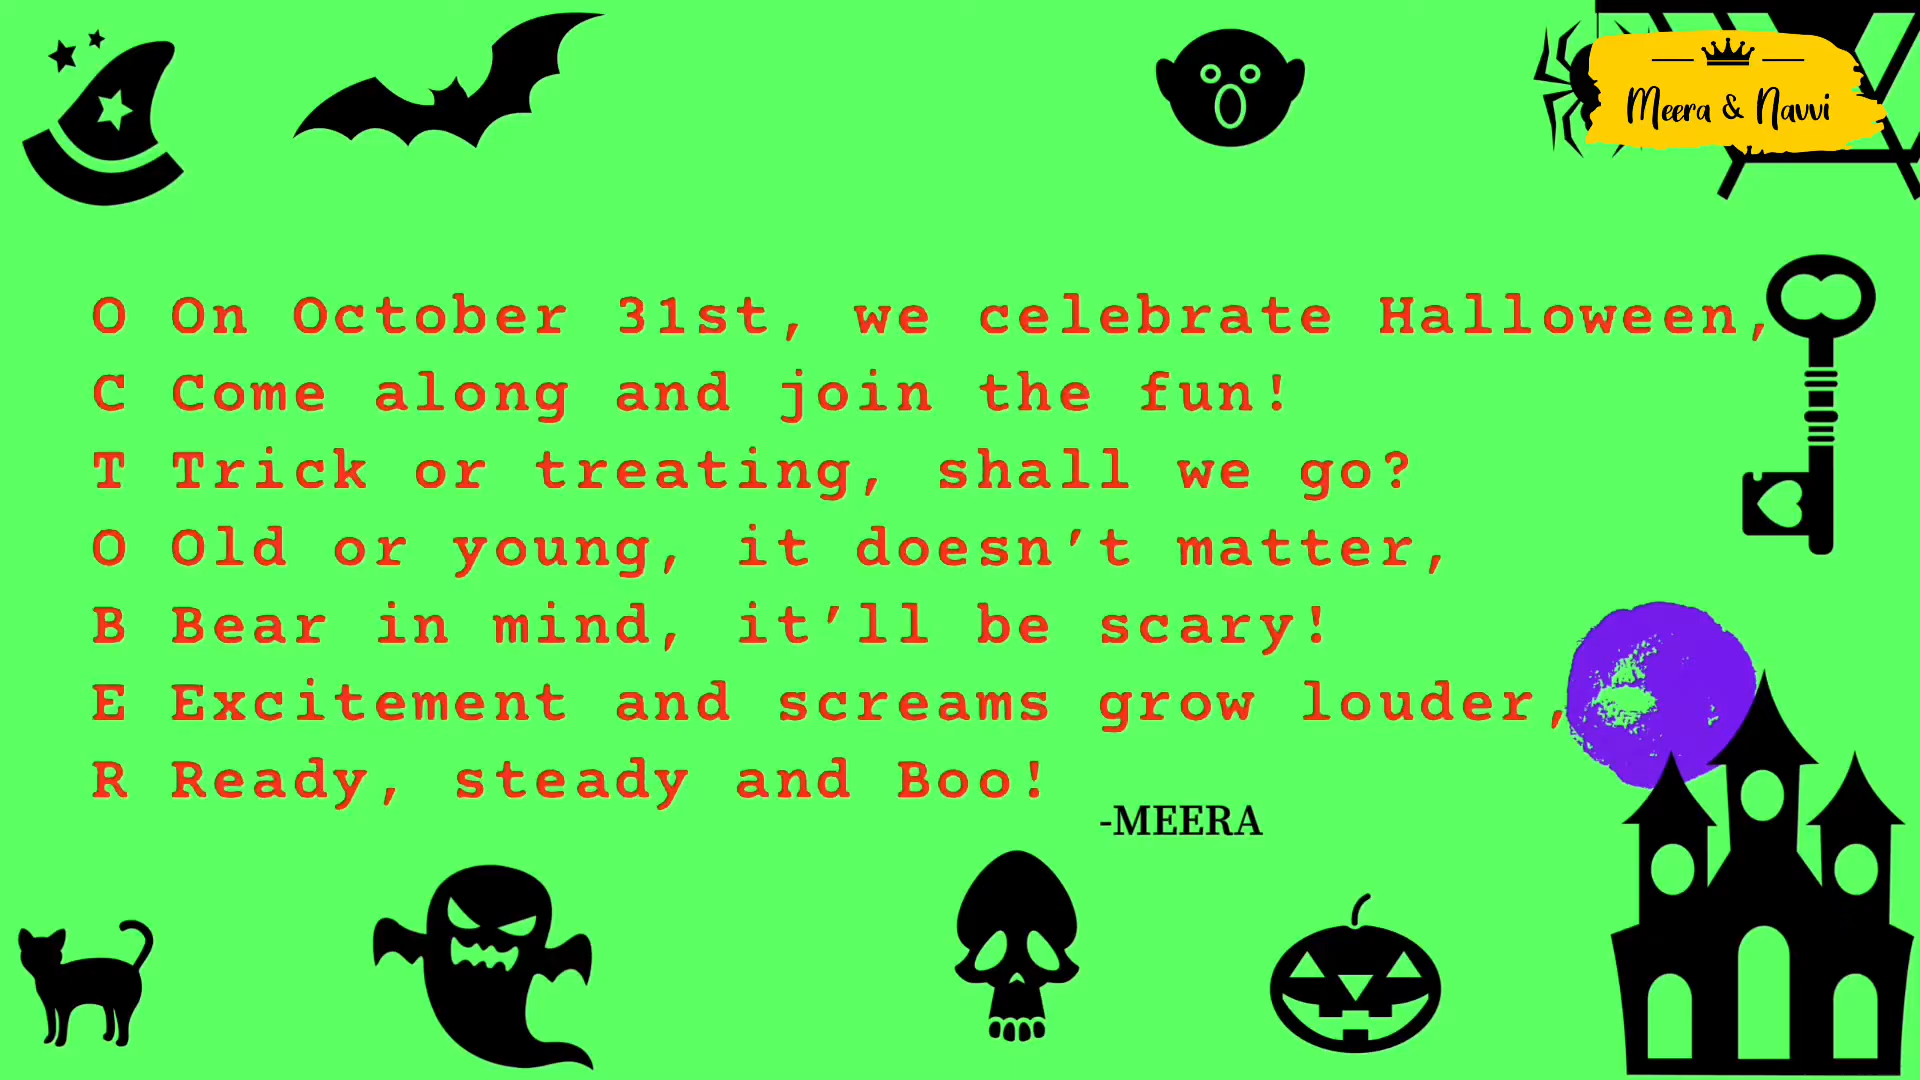 Meera & Navvi
O On October 31st, we celebrate Halloween,
C Come along and join the fun!
T Trick or treating, shall we go?
O Old or young, it doesn’t matter,
B Bear in mind, it’ll be scary!
E Excitement and screams grow louder,
R Ready, steady and Boo!
-MEERA